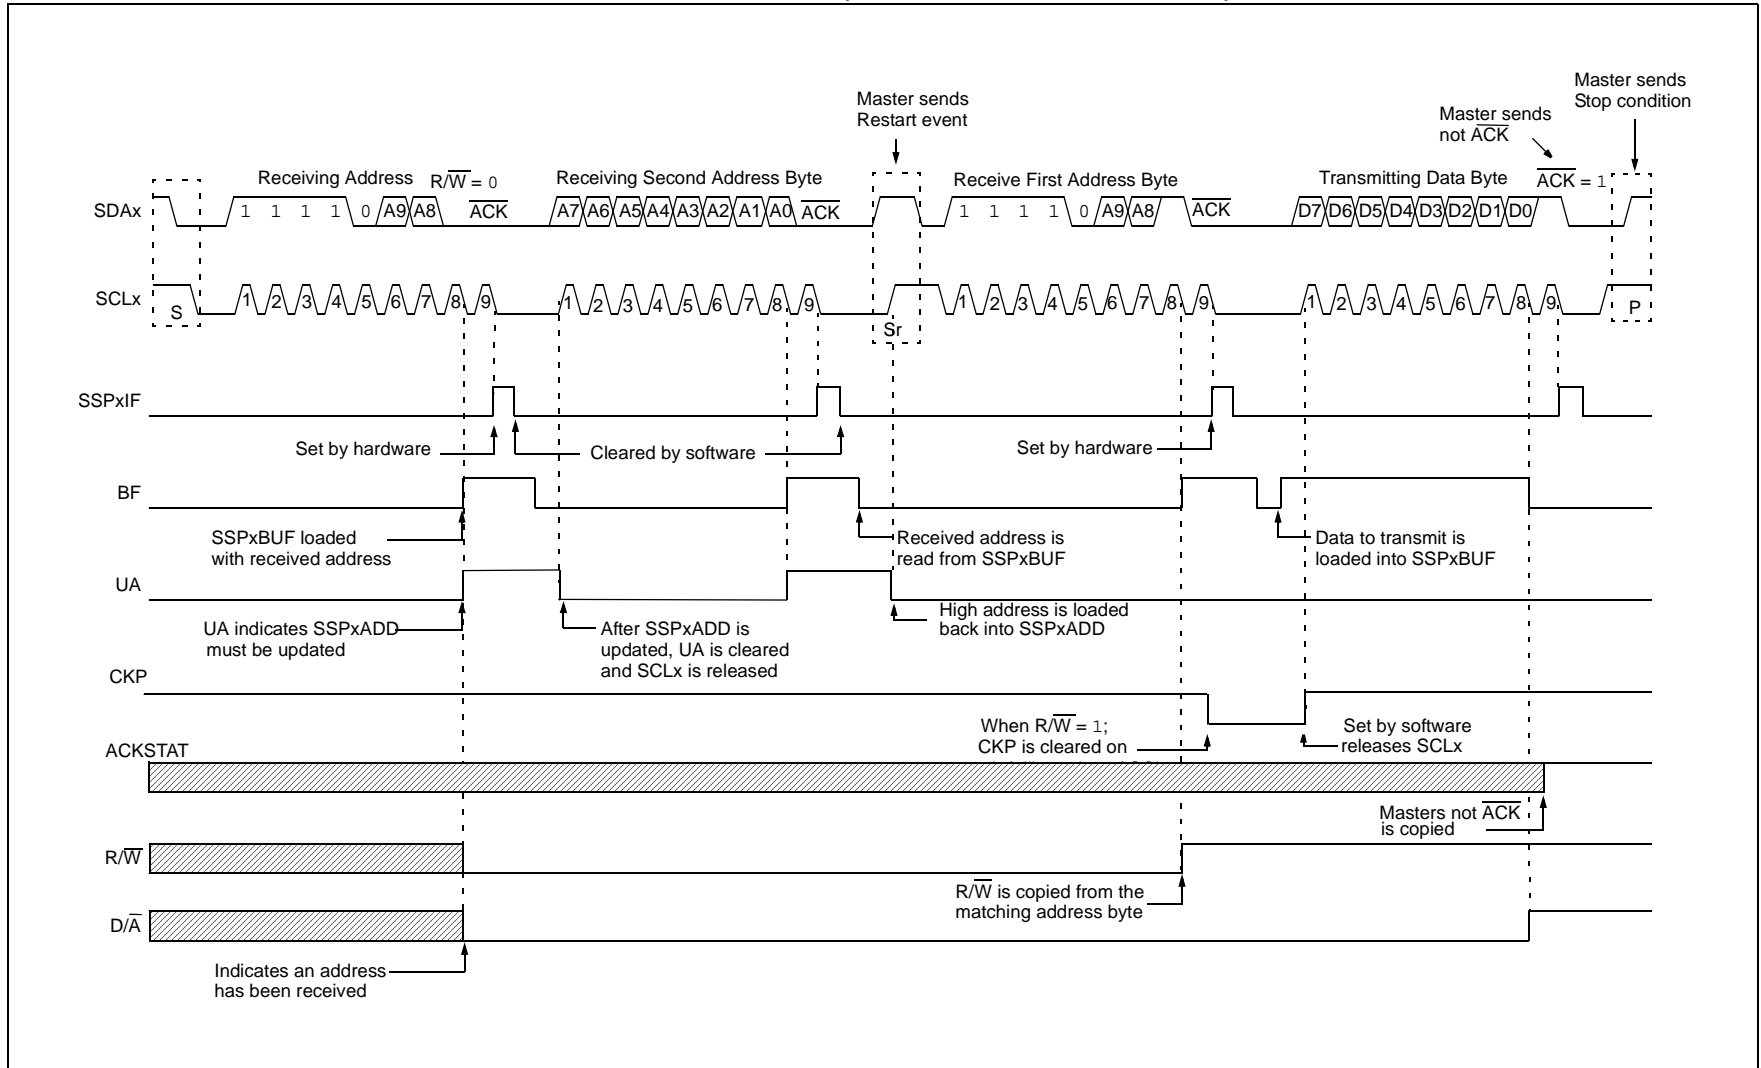 Master sends
Stop condition
Master sends
Restart event
Master sends
not ACK
Receiving Address R/W = 0
Receiving Second Address Byte
Receive First Address Byte
Transmitting Data Byte
ACK = 1
SDAx
1 1 1 1 0 A9 A8 ACK
A7 A6 A5 A4 A3 A2 A1 A0 ACK
1 1 1 1 0 A9 A8 ACK
D7 D6 D5 D4 D3 D2 D1 D0
SCLx
S
1 2 3 4 5 6 7 8 9
1 2 3 4 5 6 7 8 9
Sr
1 2 3 4 5 6 7 8 9
1 2 3 4 5 6 7 8 9
P
SSPxIF
Set by hardware
Cleared by software
Set by hardware
BF
SSPxBUF loaded
with received address
Received address is
read from SSPxBUF
Data to transmit is
loaded into SSPxBUF
UA
UA indicates SSPxADD
must be updated
After SSPxADD is
updated, UA is cleared
and SCLx is released
High address is loaded
back into SSPxADD
CKP
When R/W = 1;
CKP is cleared on
Set by software
releases SCLx
ACKSTAT
Masters not ACK
is copied
R/W
R/W is copied from the
matching address byte
D/A
Indicates an address
has been received